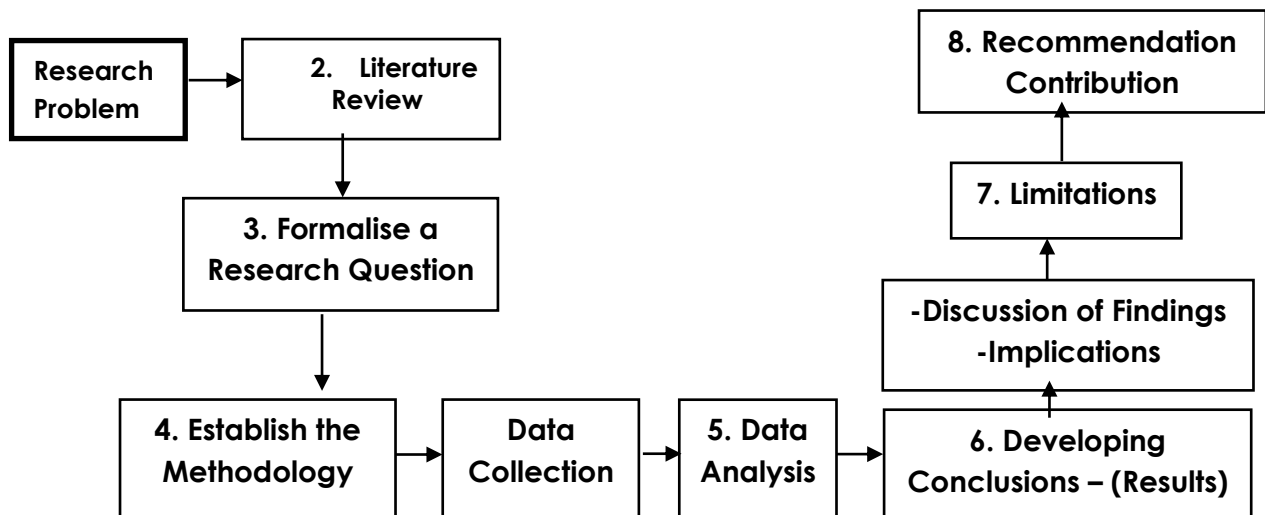 Research
Problem
2. Literature
Review
3. Formalise a
Research Question
4. Establish the
Methodology
Data
Collection
5. Data
Analysis
6. Developing
Conclusions – (Results)
-Discussion of Findings
-Implications
7. Limitations
8. Recommendation
Contribution